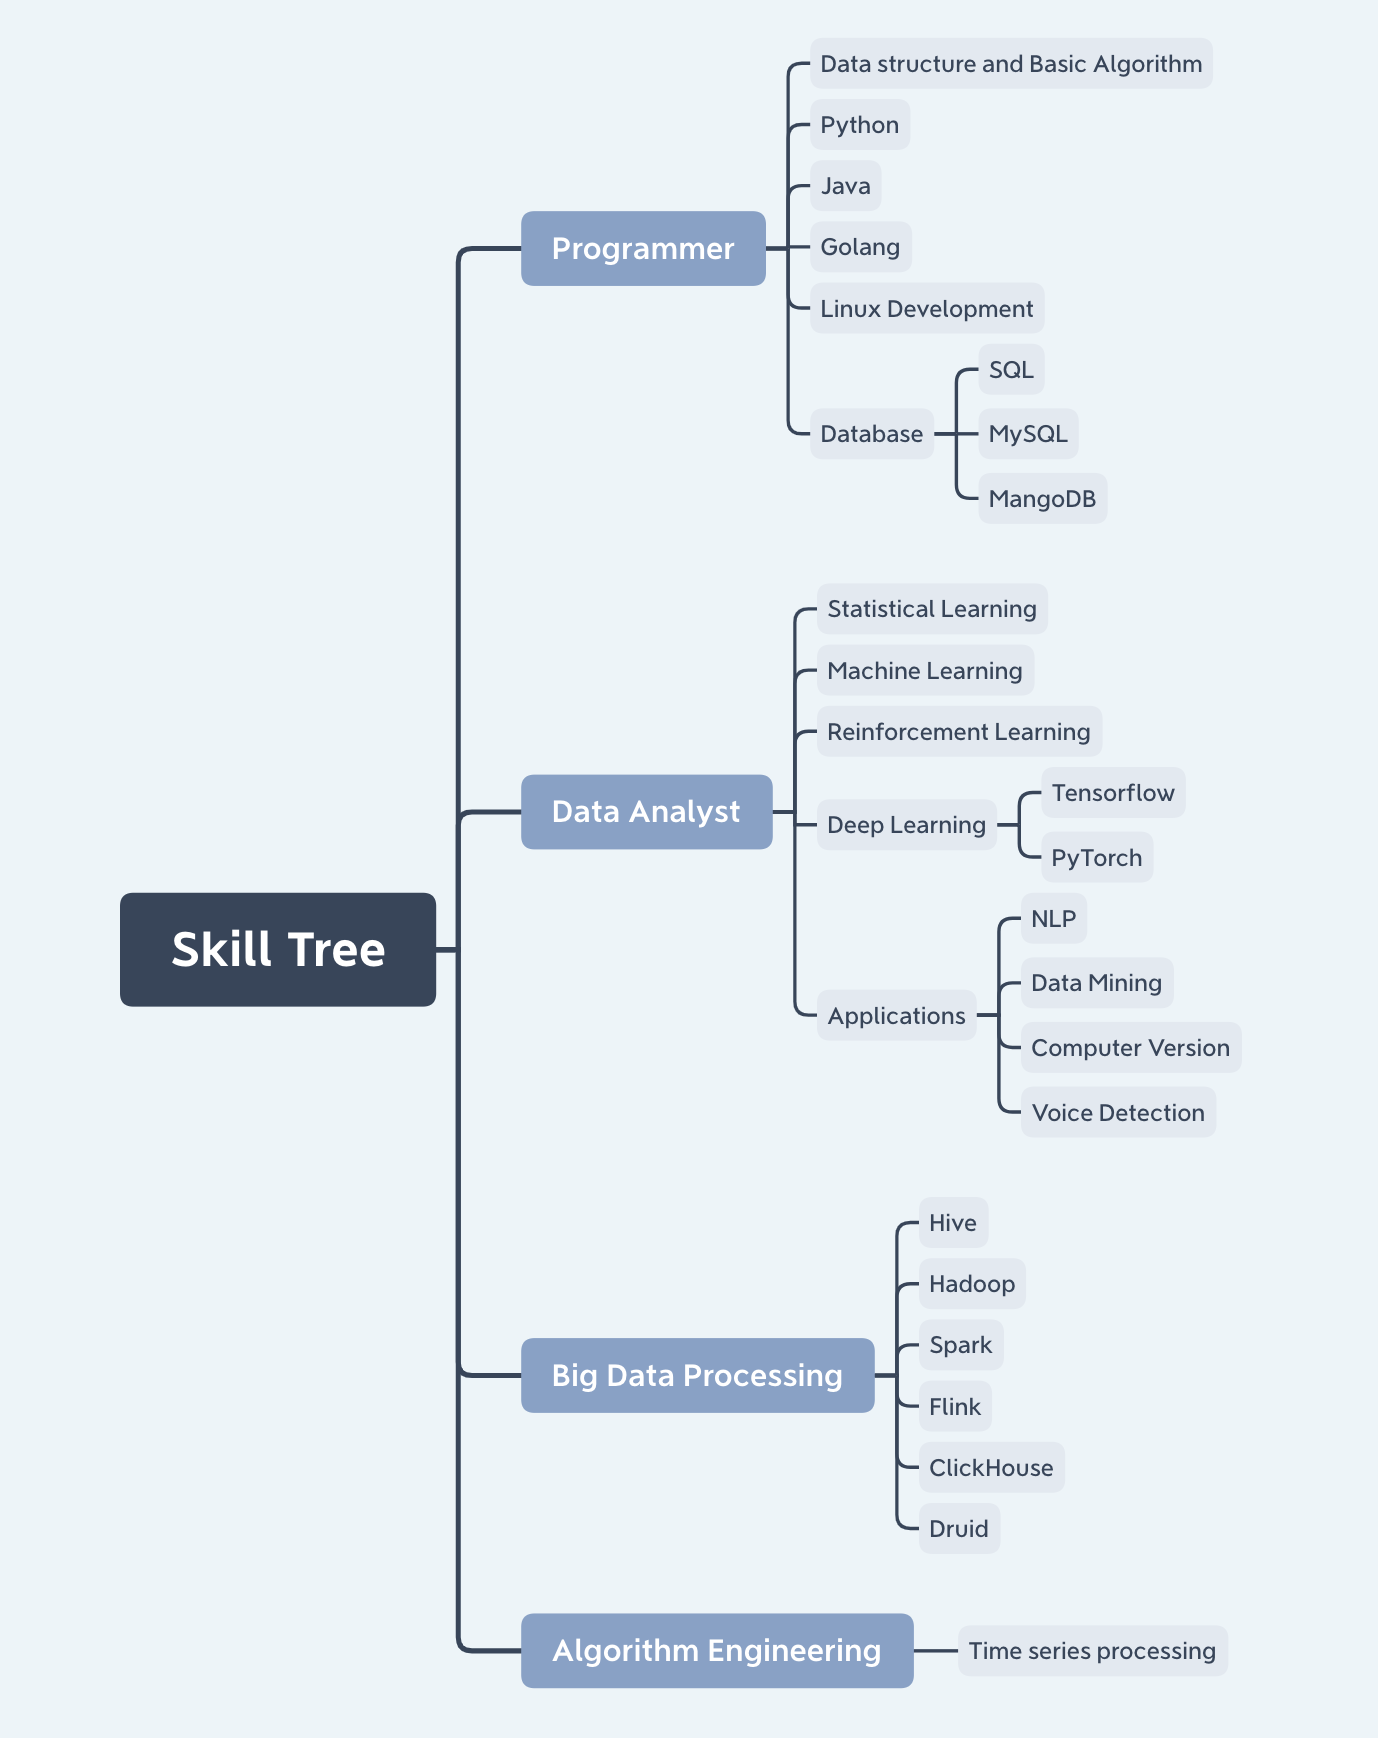 Skill Tree
Programmer
Data structure and Basic Algorithm
Python
Java
Golang
Linux Development
Database
SQL
MySQL
MangoDB
Data Analyst
Statistical Learning
Machine Learning
Reinforcement Learning
Deep Learning
Tensorflow
PyTorch
Applications
NLP
Data Mining
Computer Version
Voice Detection
Big Data Processing
Hive
Hadoop
Spark
Flink
ClickHouse
Druid
Algorithm Engineering
Time series processing